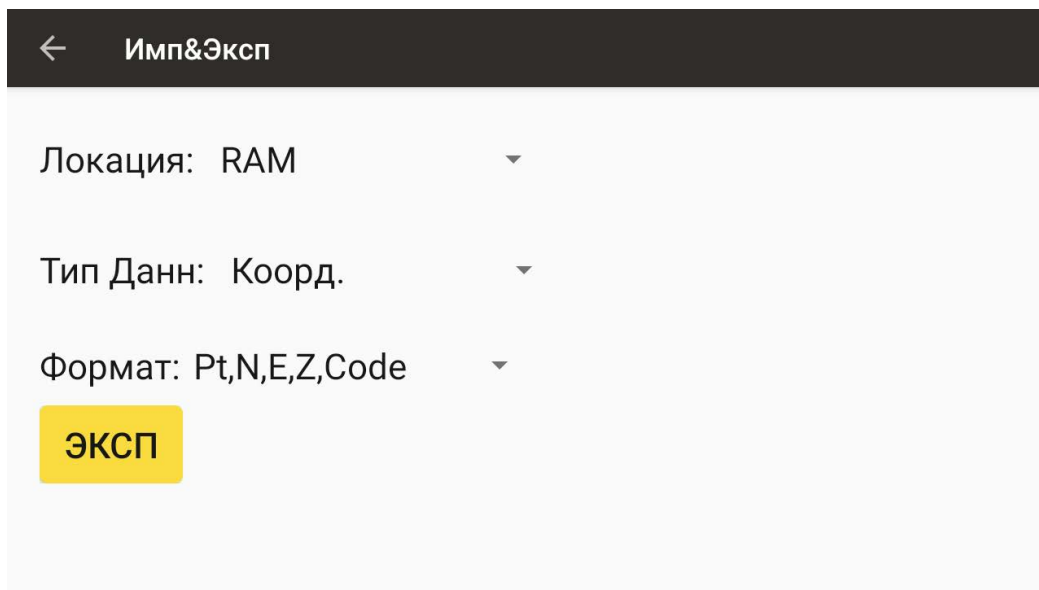 Имп&Эксп
Локация: RAM
Тип Данн: Коорд.
Формат: Pt,N,E,Z,Code
ЭКСП